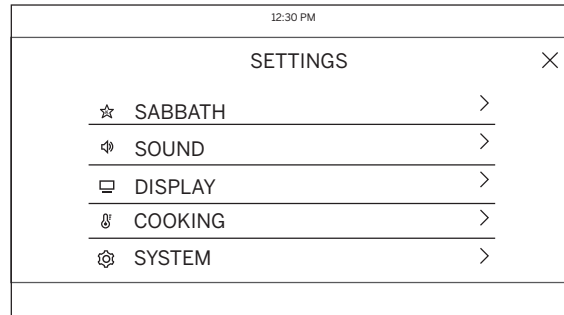 12:30 PM
SETTINGS
SABBATH
SOUND
DISPLAY
COOKING
SYSTEM